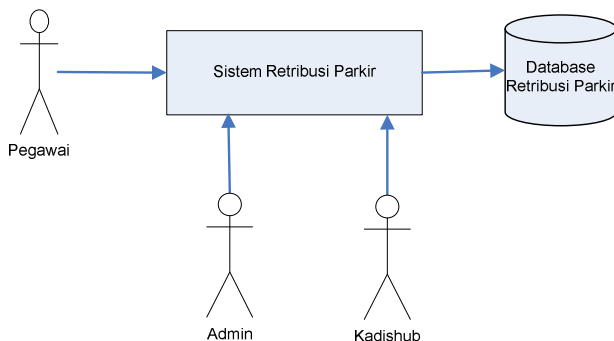 Sistem Retribusi Parkir
Database
Retribusi Parkir
Pegawai
Admin
Kadishub